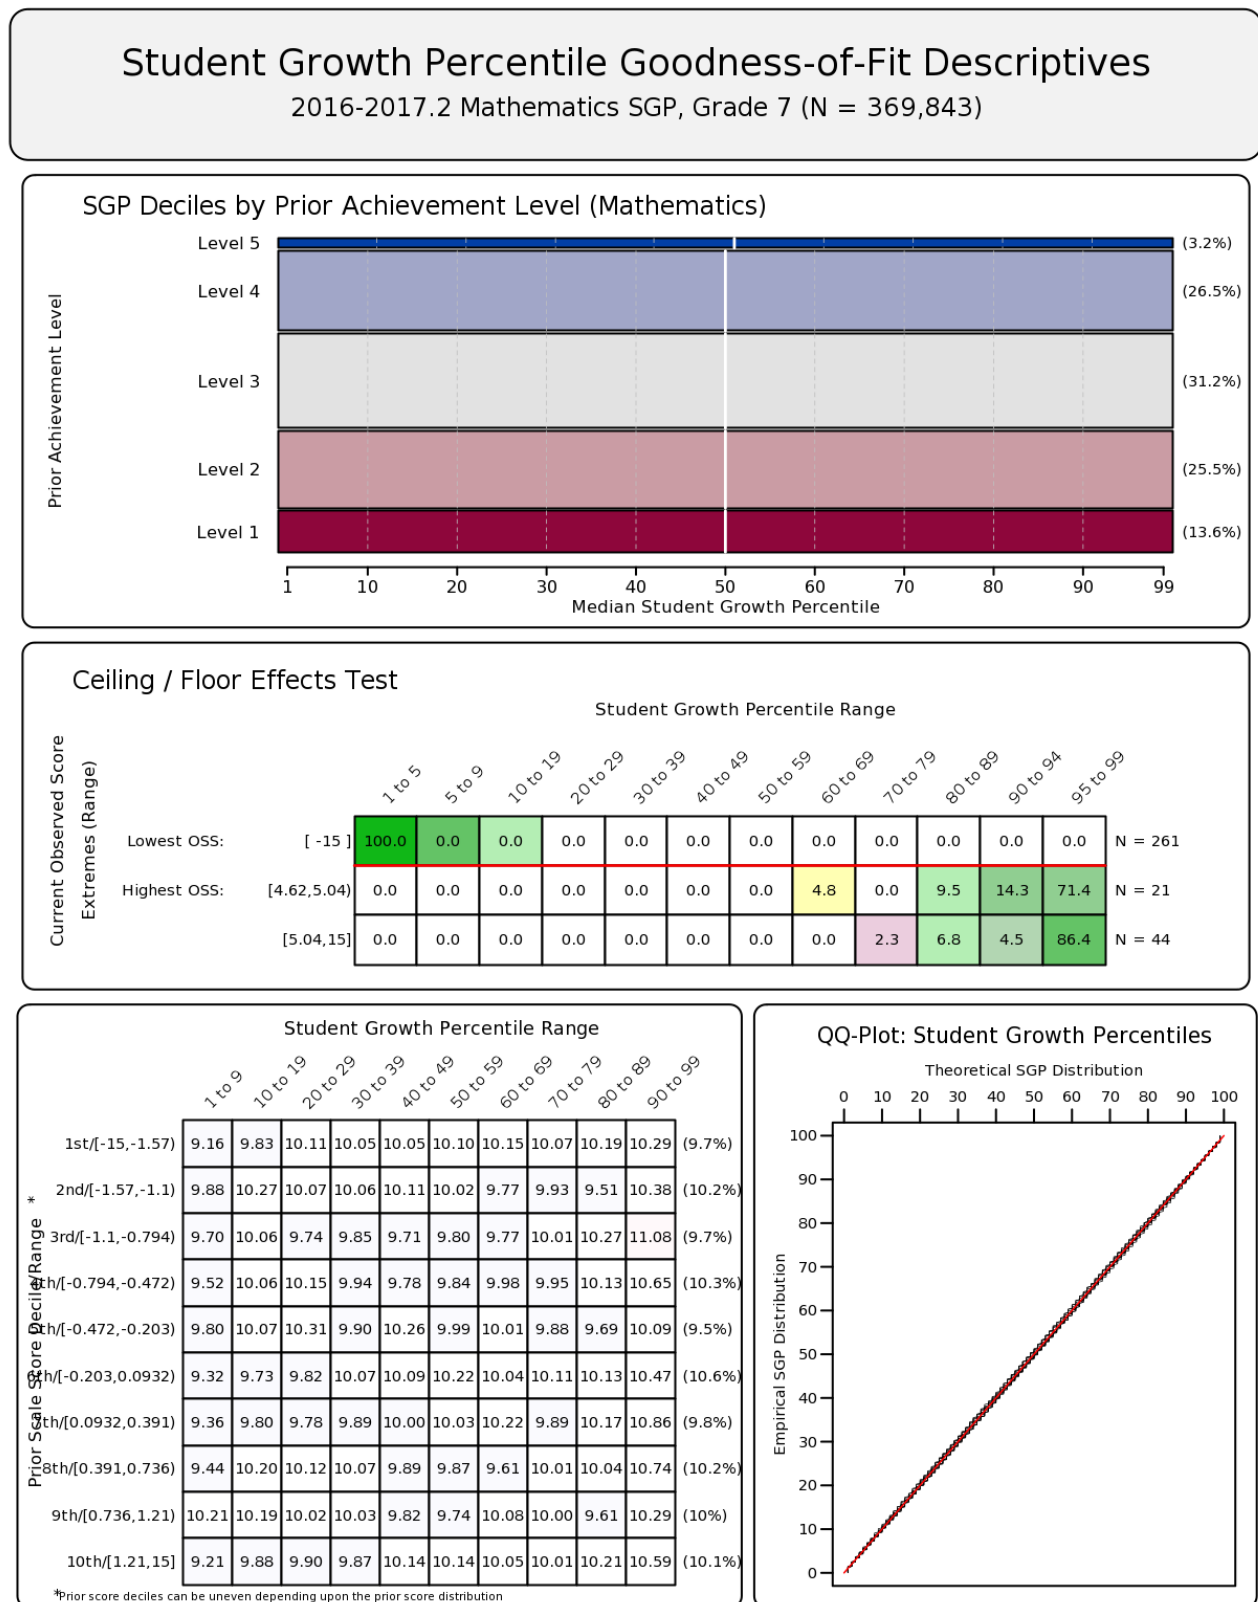 Student Growth Percentile Goodness-of-Fit Descriptives
2016-2017.2 Mathematics SGP, Grade 7 (N = 369,843)
SGP Deciles by Prior Achievement Level (Mathematics)
Prior Achievement Level
Level 5 (3.2%)
Level 4 (26.5%)
Level 3 (31.2%)
Level 2 (25.5%)
Level 1 (13.6%)
1 10 20 30 40 50 60 70 80 90 99
Median Student Growth Percentile
Ceiling / Floor Effects Test
Student Growth Percentile Range
Current Observed Score
Extremes (Range)
1 to 5 5 to 9 10 to 19 20 to 29 30 to 39 40 to 49 50 to 59 60 to 69 70 to 79 80 to 89 90 to 94 95 to 99
Lowest OSS: [ -15 ] 100.0 0.0 0.0 0.0 0.0 0.0 0.0 0.0 0.0 0.0 0.0 0.0 N = 261
Highest OSS: [4.62,5.04) 0.0 0.0 0.0 0.0 0.0 0.0 0.0 4.8 0.0 9.5 14.3 71.4 N = 21
[5.04,15] 0.0 0.0 0.0 0.0 0.0 0.0 0.0 0.0 2.3 6.8 4.5 86.4 N = 44
Student Growth Percentile Range
Prior Scale Score Decile/Range *
1 to 9 10 to 19 20 to 29 30 to 39 40 to 49 50 to 59 60 to 69 70 to 79 80 to 89 90 to 99
1st/[-15,-1.57) 9.16 9.83 10.11 10.05 10.05 10.10 10.15 10.07 10.19 10.29 (9.7%)
2nd/[-1.57,-1.1) 9.88 10.27 10.07 10.06 10.11 10.02 9.77 9.93 9.51 10.38 (10.2%)
3rd/[-1.1,-0.794) 9.70 10.06 9.74 9.85 9.71 9.80 9.77 10.01 10.27 11.08 (9.7%)
4th/[-0.794,-0.472) 9.52 10.06 10.15 9.94 9.78 9.84 9.98 9.95 10.13 10.65 (10.3%)
5th/[-0.472,-0.203) 9.80 10.07 10.31 9.90 10.26 9.99 10.01 9.88 9.69 10.09 (9.5%)
6th/[-0.203,0.0932) 9.32 9.73 9.82 10.07 10.09 10.22 10.04 10.11 10.13 10.47 (10.6%)
7th/[0.0932,0.391) 9.36 9.80 9.78 9.89 10.00 10.03 10.22 9.89 10.17 10.86 (9.8%)
8th/[0.391,0.736) 9.44 10.20 10.12 10.07 9.89 9.87 9.61 10.01 10.04 10.74 (10.2%)
9th/[0.736,1.21) 10.21 10.19 10.02 10.03 9.82 9.74 10.08 10.00 9.61 10.29 (10%)
10th/[1.21,15] 9.21 9.88 9.90 9.87 10.14 10.14 10.05 10.01 10.21 10.59 (10.1%)
*Prior score deciles can be uneven depending upon the prior score distribution
QQ-Plot: Student Growth Percentiles
Theoretical SGP Distribution
0 10 20 30 40 50 60 70 80 90 100
Empirical SGP Distribution
100
90
80
70
60
50
40
30
20
10
0